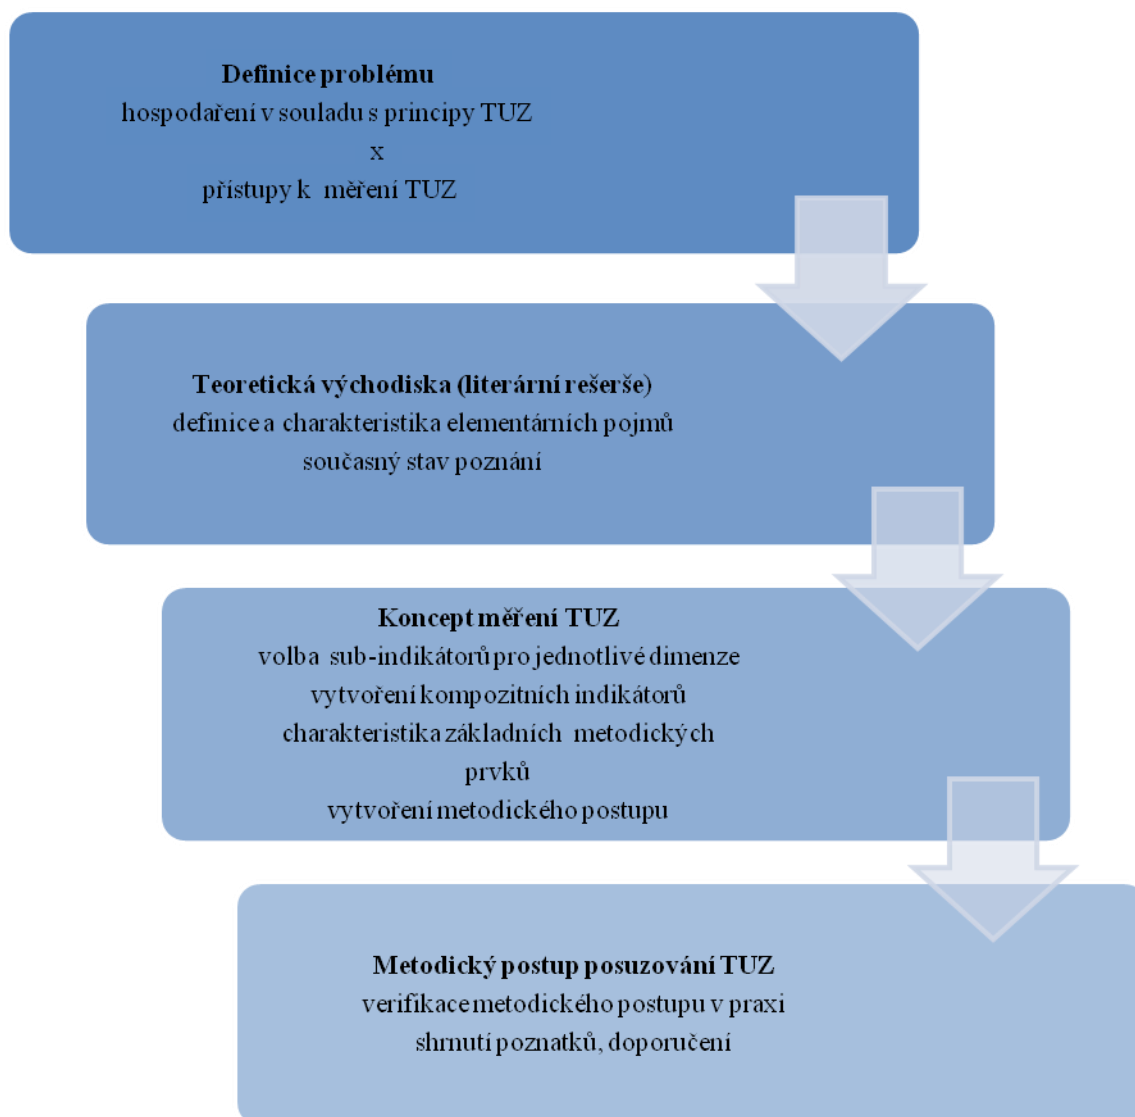 Definice problému
hospodaření v souladu s principy TUZ
x
přístupy k měření TUZ
Teoretická východiska (literární rešerše)
definice a charakteristika elementárních pojmů
současný stav poznání
Koncept měření TUZ
volba sub-indikátorů pro jednotlivé dimenze
vytvoření kompozitních indikátorů
charakteristika základních metodických
prvků
vytvoření metodického postupu
Metodický postup posuzování TUZ
verifikace metodického postupu v praxi
shrnutí poznatků, doporučení